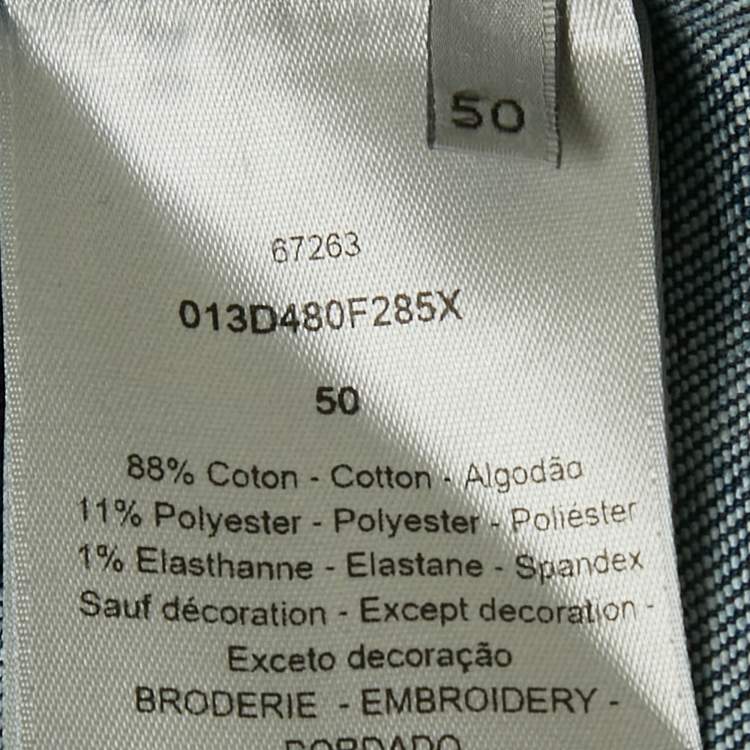 50
67263
013D480F285X
50
88% Coton - Cotton - Algodão
11% Polyester - Polyester - Poliéster
1% Elasthanne - Elastane - Spandex
Sauf décoration - Except decoration -
Exceto decoração
BRODERIE - EMBROIDERY -